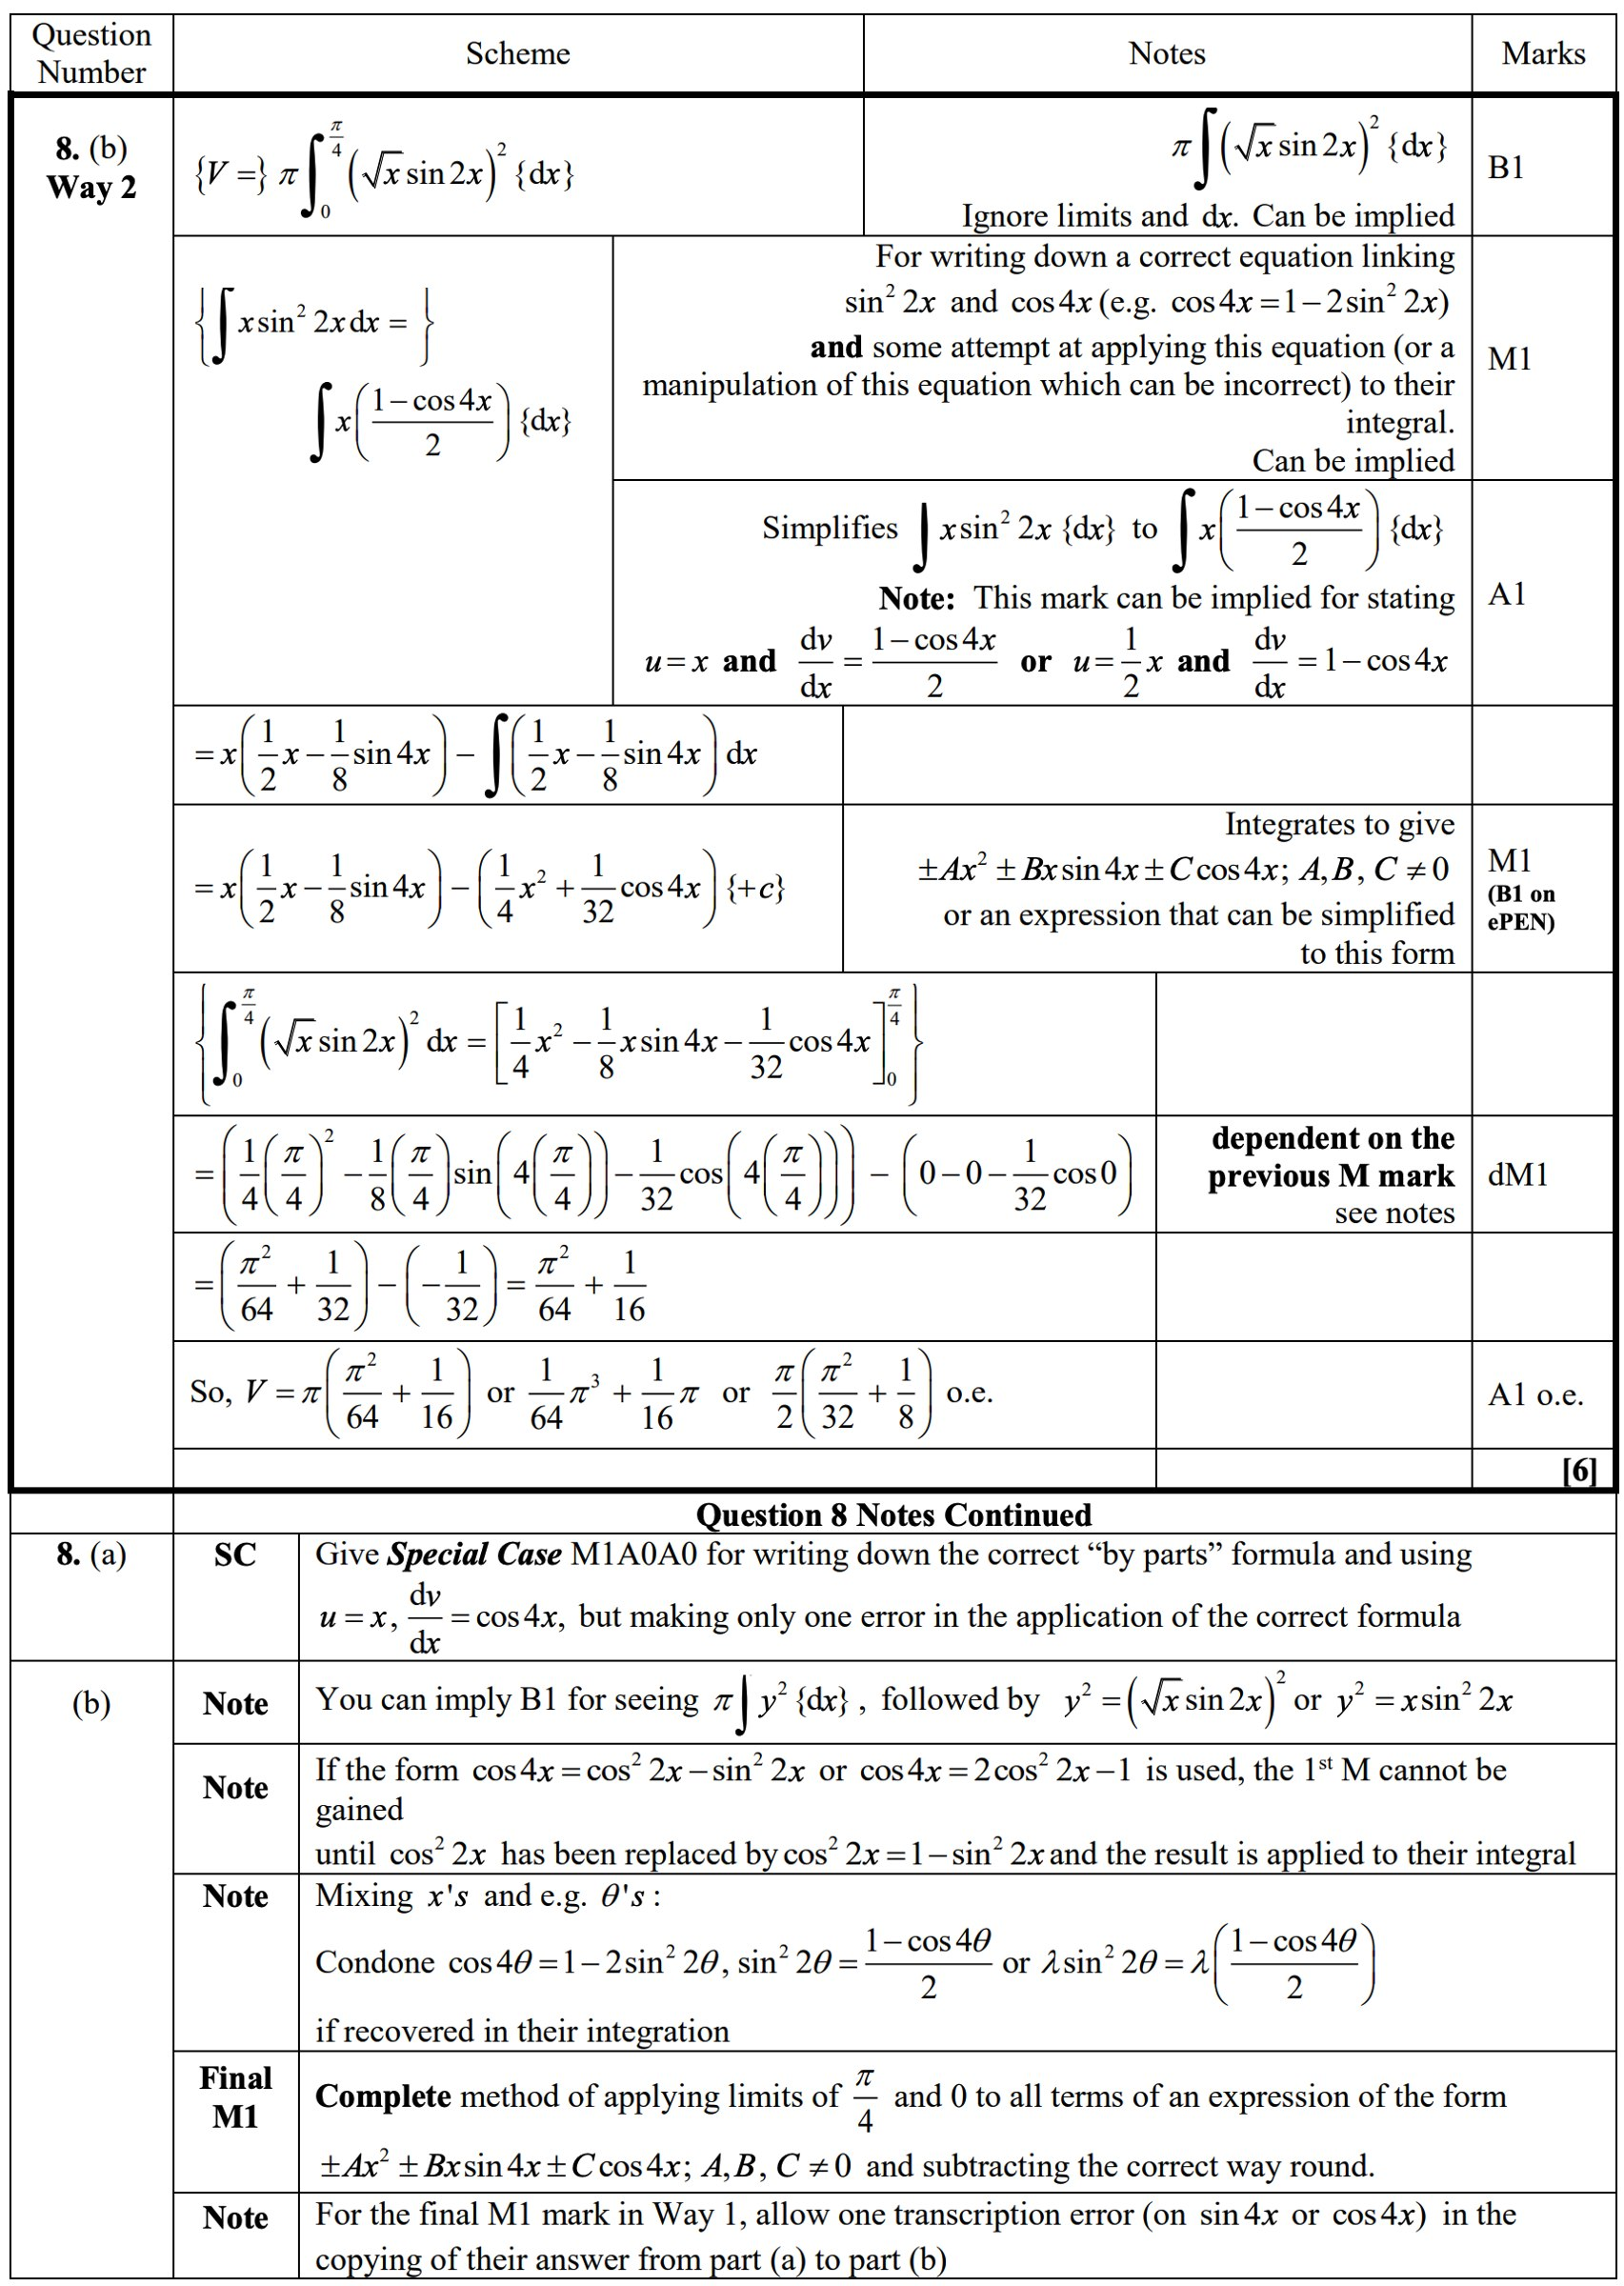 Question Number | Scheme | Notes | Marks
8. (b) Way 2 | {V =} π∫₀^{π/4} (√x sin 2x)² {dx} | π∫(√x sin 2x)² {dx} | B1
Ignore limits and dx. Can be implied
{∫ x sin² 2x dx = } | For writing down a correct equation linking
sin² 2x and cos 4x (e.g. cos 4x = 1 − 2sin² 2x)
and some attempt at applying this equation (or a
∫ x((1 − cos 4x)/2) {dx} | manipulation of this equation which can be incorrect) to their
integral.
Can be implied | M1
Simplifies ∫ x sin² 2x {dx} to ∫ x((1 − cos 4x)/2) {dx}
Note: This mark can be implied for stating | A1
u = x and dv/dx = (1 − cos 4x)/2 or u = (1/2)x and dv/dx = 1 − cos 4x
= x((1/2)x − (1/8)sin 4x) − ∫((1/2)x − (1/8)sin 4x) dx
= x((1/2)x − (1/8)sin 4x) − ((1/4)x² + (1/32)cos 4x) {+c} | Integrates to give
±Ax² ± Bx sin 4x ± C cos 4x; A, B, C ≠ 0
or an expression that can be simplified
to this form | M1 (B1 on ePEN)
{∫₀^{π/4} (√x sin 2x)² dx = [(1/4)x² − (1/8)x sin 4x − (1/32)cos 4x]₀^{π/4}}
= ((1/4)(π/4)² − (1/8)(π/4)sin(4(π/4)) − (1/32)cos(4(π/4))) − (0 − 0 − (1/32)cos 0) | dependent on the
previous M mark
see notes | dM1
= (π²/64 + 1/32) − (−1/32) = π²/64 + 1/16
So, V = π(π²/64 + 1/16) or (1/64)π³ + (1/16)π or (π/2)(π²/32 + 1/8) o.e. | A1 o.e.
[6]
Question 8 Notes Continued
8. (a) | SC | Give Special Case M1A0A0 for writing down the correct “by parts” formula and using
u = x, dv/dx = cos 4x, but making only one error in the application of the correct formula
(b) | Note | You can imply B1 for seeing π∫ y² {dx} , followed by y² = (√x sin 2x)² or y² = x sin² 2x
Note | If the form cos 4x = cos² 2x − sin² 2x or cos 4x = 2cos² 2x − 1 is used, the 1st M cannot be
gained
until cos² 2x has been replaced by cos² 2x = 1 − sin² 2x and the result is applied to their integral
Note | Mixing x's and e.g. θ's :
Condone cos 4θ = 1 − 2sin² 2θ, sin² 2θ = (1 − cos 4θ)/2 or λ sin² 2θ = λ((1 − cos 4θ)/2)
if recovered in their integration
Final M1 | Complete method of applying limits of π/4 and 0 to all terms of an expression of the form
±Ax² ± Bx sin 4x ± C cos 4x; A, B, C ≠ 0 and subtracting the correct way round.
Note | For the final M1 mark in Way 1, allow one transcription error (on sin 4x or cos 4x) in the
copying of their answer from part (a) to part (b)